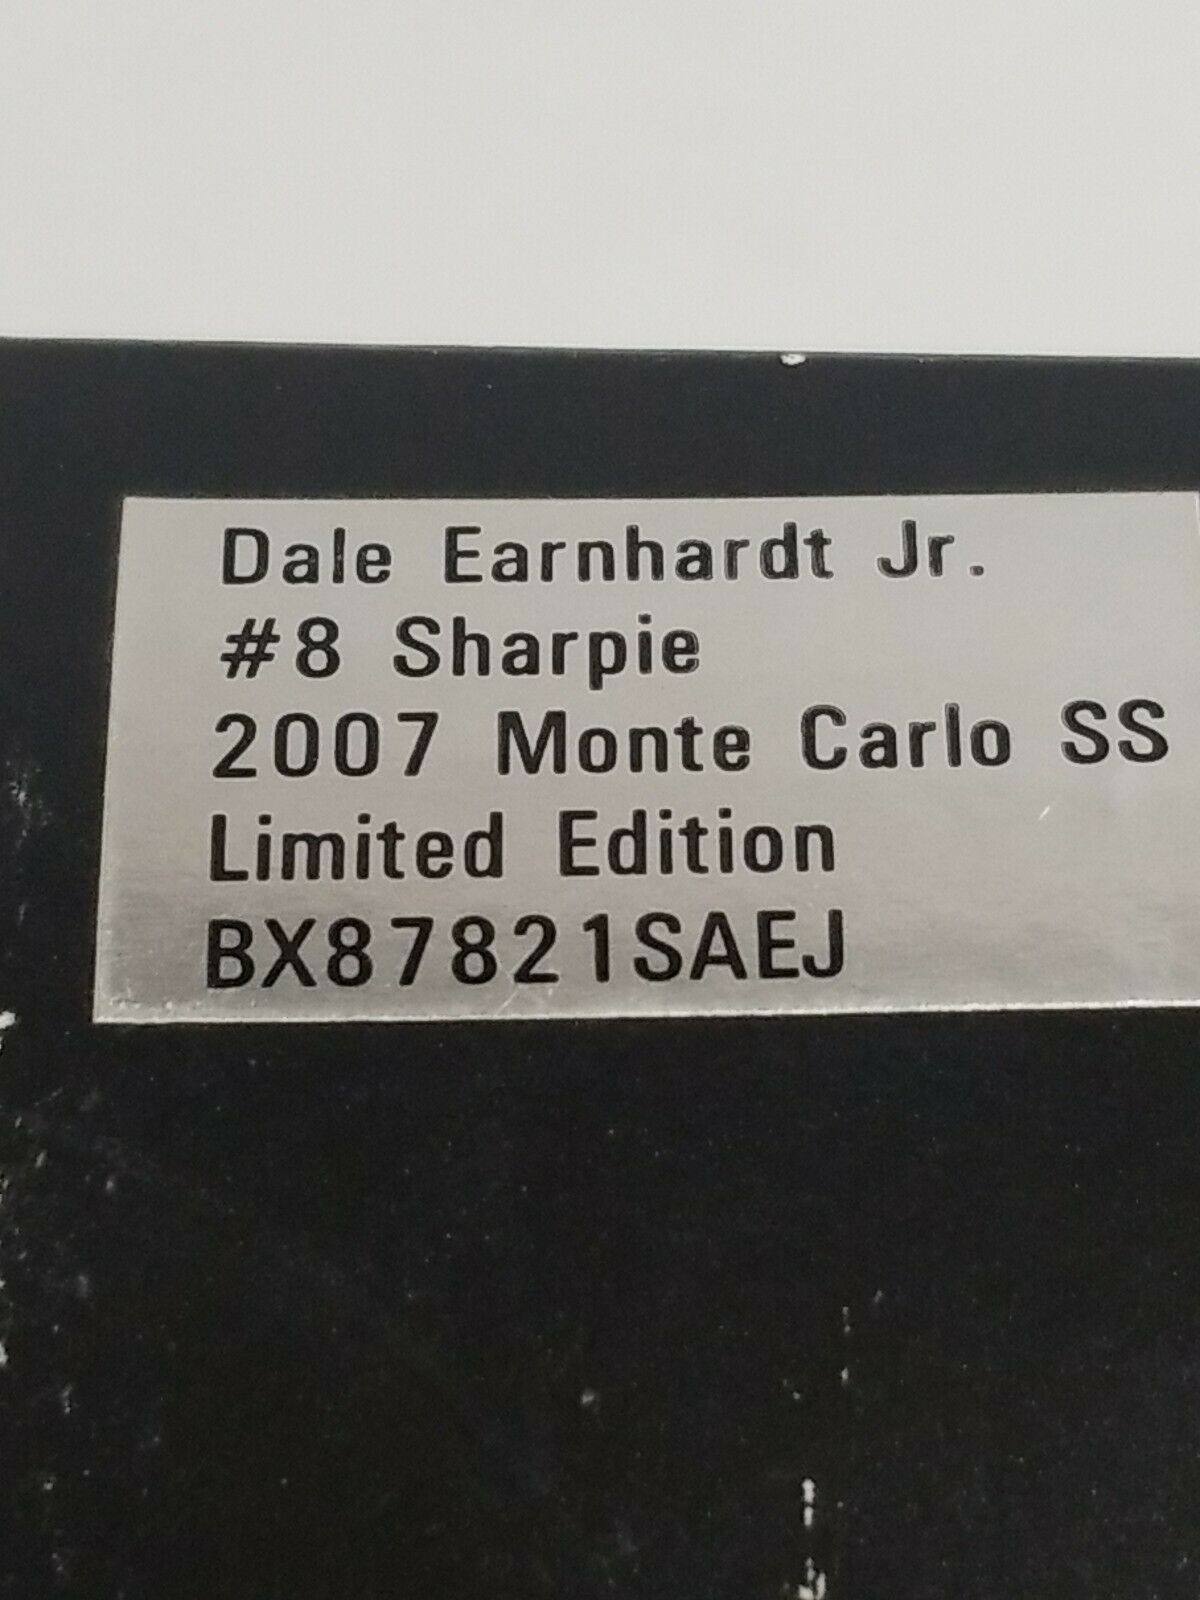 Dale Earnhardt Jr.
#8 Sharpie
2007 Monte Carlo SS
Limited Edition
BX87821SAEJ